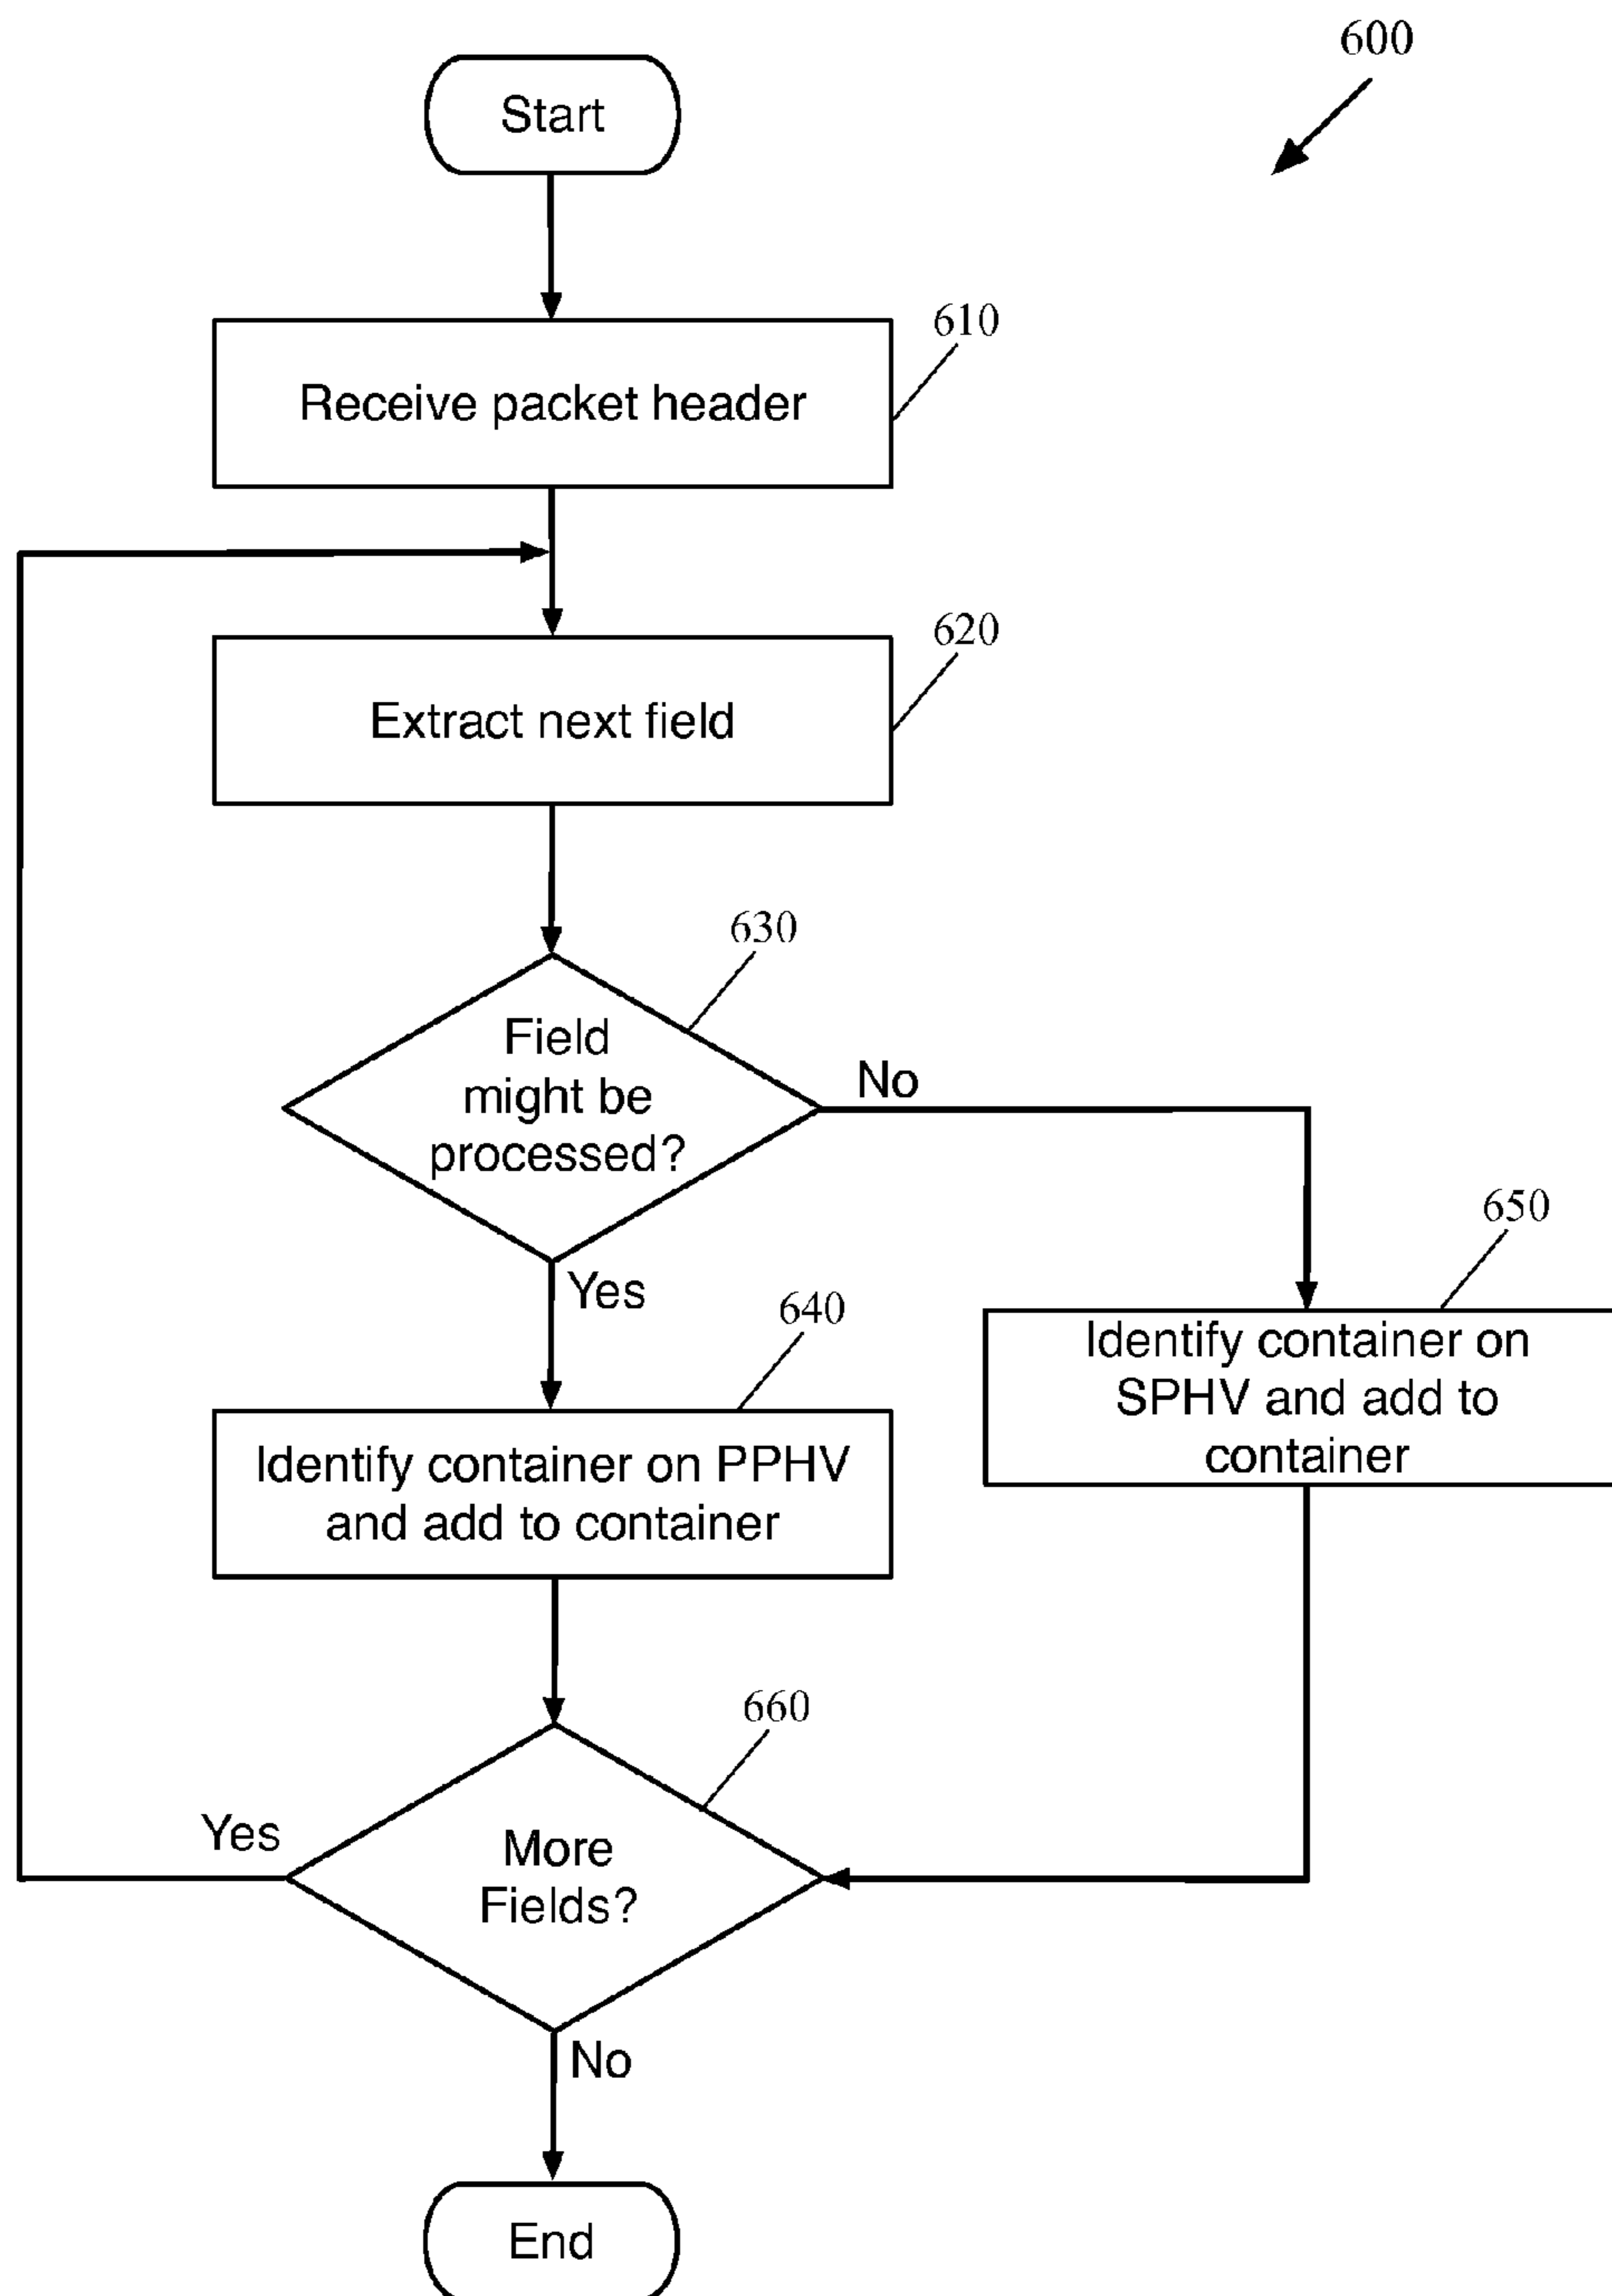 600
Start
610
Receive packet header
620
Extract next field
630
Field
might be
processed?
No
Yes
650
Identify container on
SPHV and add to
container
640
Identify container on PPHV
and add to container
660
More
Fields?
Yes
No
End